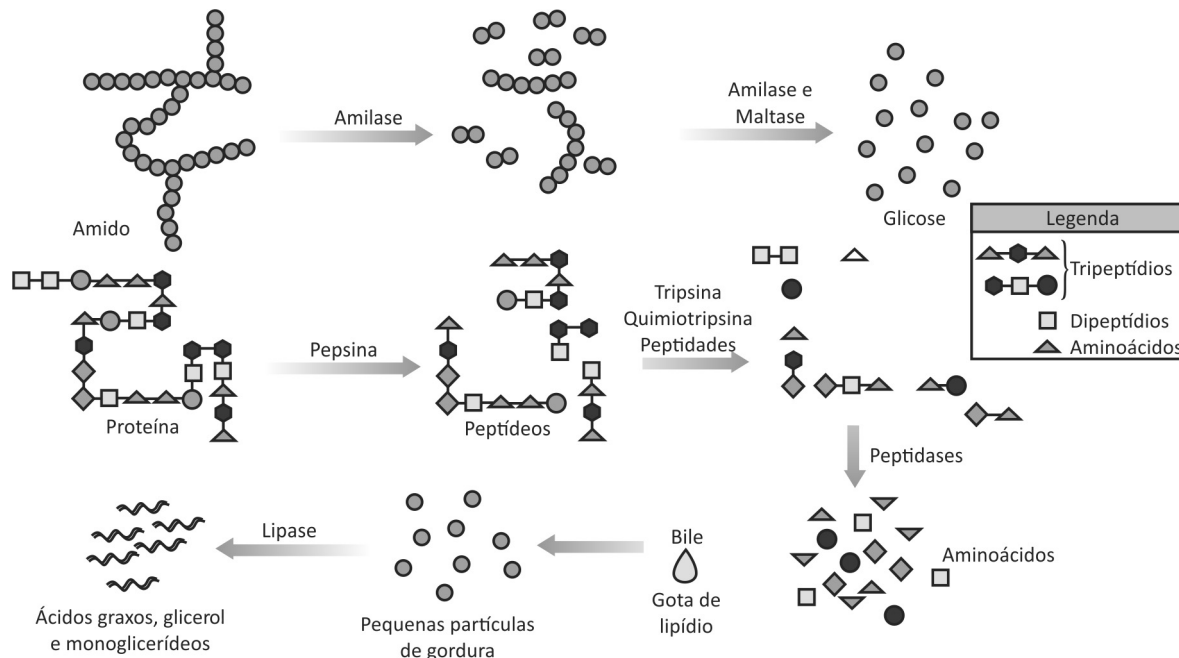 Amido
Amilase
Amilase e
Maltase
Glicose
Proteína
Pepsina
Peptídeos
Tripsina
Quimiotripsina
Peptidades
Legenda
Tripeptídios
Dipeptídios
Aminoácidos
Peptidases
Aminoácidos
Bile
Gota de
lipídio
Pequenas partículas
de gordura
Lipase
Ácidos graxos, glicerol
e monoglicerídeos